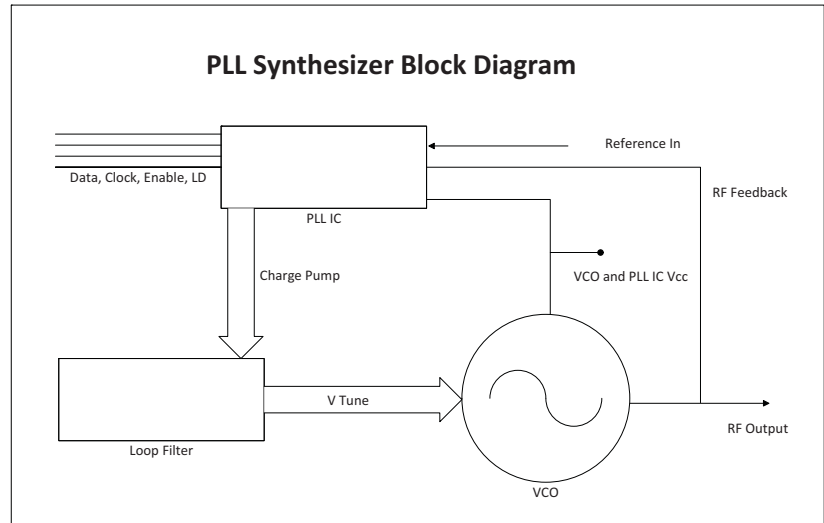 PLL Synthesizer Block Diagram
Reference In
Data, Clock, Enable, LD
RF Feedback
PLL IC
Charge Pump
VCO and PLL IC Vcc
V Tune
RF Output
Loop Filter
VCO